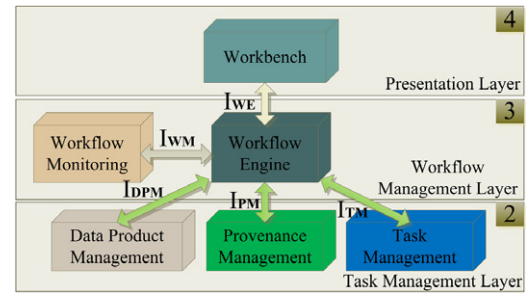 4
Workbench
Presentation Layer
IWE
3
Workflow
Monitoring
IWM
Workflow
Engine
Workflow
Management Layer
IDPM
IPM
ITM
2
Data Product
Management
Provenance
Management
Task
Management
Task Management Layer